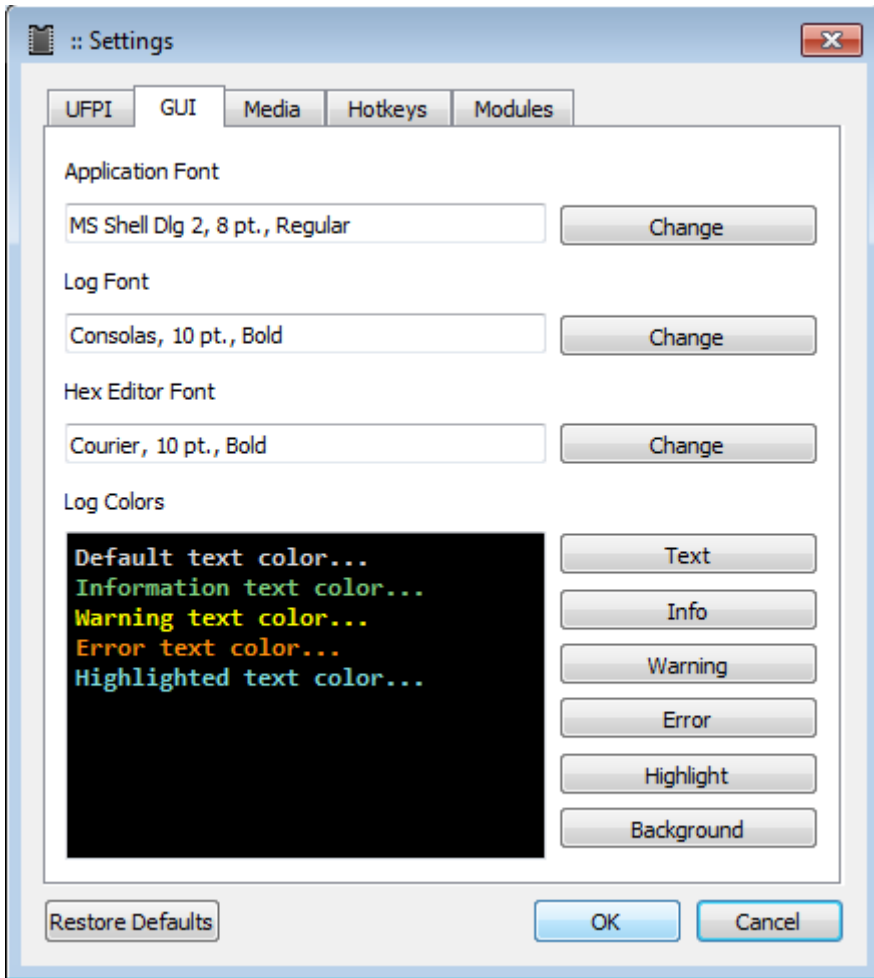 :: Settings
UFPI GUI Media Hotkeys Modules
Application Font
MS Shell Dlg 2, 8 pt., Regular Change
Log Font
Consolas, 10 pt., Bold Change
Hex Editor Font
Courier, 10 pt., Bold Change
Log Colors
Default text color...
Information text color...
Warning text color...
Error text color...
Highlighted text color...
Text
Info
Warning
Error
Highlight
Background
Restore Defaults OK Cancel